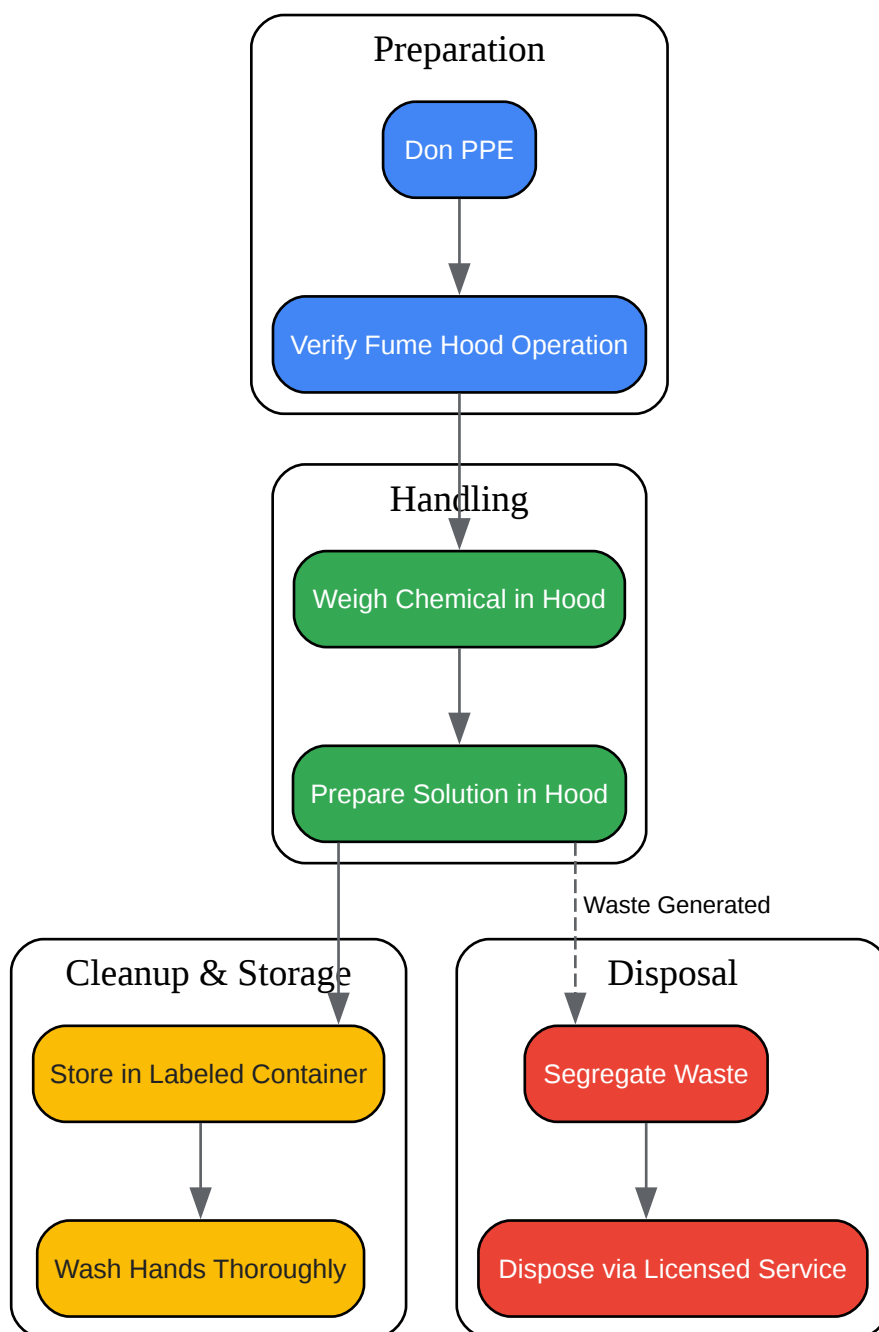 Preparation
Don PPE
Verify Fume Hood Operation
Handling
Weigh Chemical in Hood
Prepare Solution in Hood
Waste Generated
Cleanup & Storage
Store in Labeled Container
Wash Hands Thoroughly
Disposal
Segregate Waste
Dispose via Licensed Service